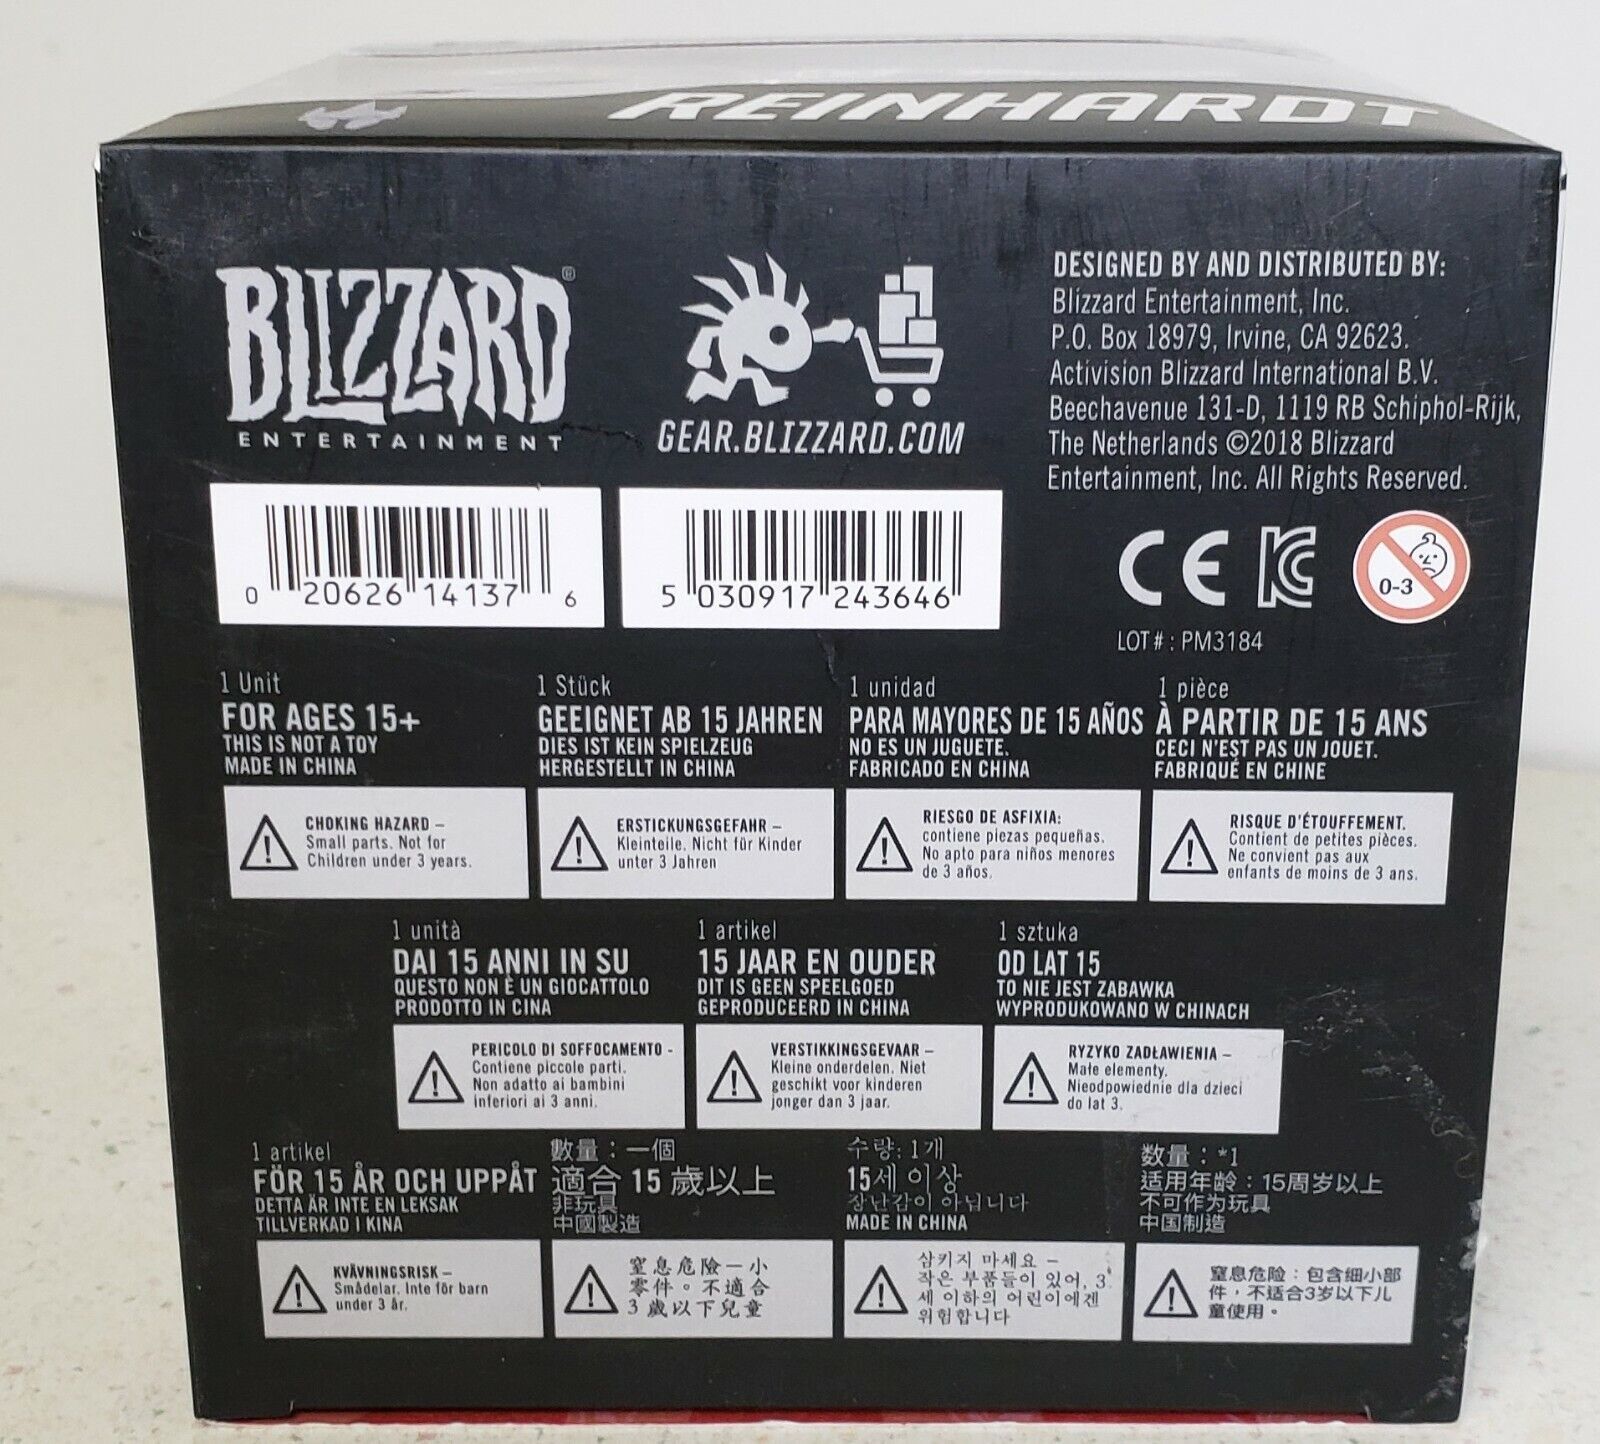 REINHARDT
BLIZZARD®
ENTERTAINMENT
GEAR.BLIZZARD.COM
DESIGNED BY AND DISTRIBUTED BY:
Blizzard Entertainment, Inc.
P.O. Box 18979, Irvine, CA 92623.
Activision Blizzard International B.V.
Beechavenue 131-D, 1119 RB Schiphol-Rijk,
The Netherlands ©2018 Blizzard
Entertainment, Inc. All Rights Reserved.
0 20626 14137 6
5 030917 243646
CE
0-3
LOT # : PM3184
1 Unit
FOR AGES 15+
THIS IS NOT A TOY
MADE IN CHINA
CHOKING HAZARD –
Small parts. Not for
Children under 3 years.
1 Stück
GEEIGNET AB 15 JAHREN
DIES IST KEIN SPIELZEUG
HERGESTELLT IN CHINA
ERSTICKUNGSGEFAHR –
Kleinteile. Nicht für Kinder
unter 3 Jahren
1 unidad
PARA MAYORES DE 15 AÑOS
NO ES UN JUGUETE.
FABRICADO EN CHINA
RIESGO DE ASFIXIA:
contiene piezas pequeñas.
No apto para niños menores
de 3 años.
1 pièce
À PARTIR DE 15 ANS
CECI N'EST PAS UN JOUET.
FABRIQUÉ EN CHINE
RISQUE D'ÉTOUFFEMENT.
Contient de petites pièces.
Ne convient pas aux
enfants de moins de 3 ans.
1 unità
DAI 15 ANNI IN SU
QUESTO NON È UN GIOCATTOLO
PRODOTTO IN CINA
PERICOLO DI SOFFOCAMENTO -
Contiene piccole parti.
Non adatto ai bambini
inferiori ai 3 anni.
1 artikel
15 JAAR EN OUDER
DIT IS GEEN SPEELGOED
GEPRODUCEERD IN CHINA
VERSTIKKINGSGEVAAR –
Kleine onderdelen. Niet
geschikt voor kinderen
jonger dan 3 jaar.
1 sztuka
OD LAT 15
TO NIE JEST ZABAWKA
WYPRODUKOWANO W CHINACH
RYZYKO ZADŁAWIENIA –
Małe elementy.
Nieodpowiednie dla dzieci
do lat 3.
1 artikel
FÖR 15 ÅR OCH UPPÅT
DETTA ÄR INTE EN LEKSAK
TILLVERKAD I KINA
KVÄVNINGSRISK –
Smådelar. Inte för barn
under 3 år.
數量：一個
適合 15 歲以上
非玩具
中國製造
窒息危險－小
零件。不適合
3 歲以下兒童
수량: 1개
15세 이상
장난감이 아닙니다
MADE IN CHINA
삼키지 마세요 –
작은 부품들이 있어, 3
세 이하의 어린이에겐
위험합니다
数量：*1
适用年龄：15周岁以上
不可作为玩具
中国制造
窒息危险：包含细小部
件，不适合3岁以下儿
童使用。